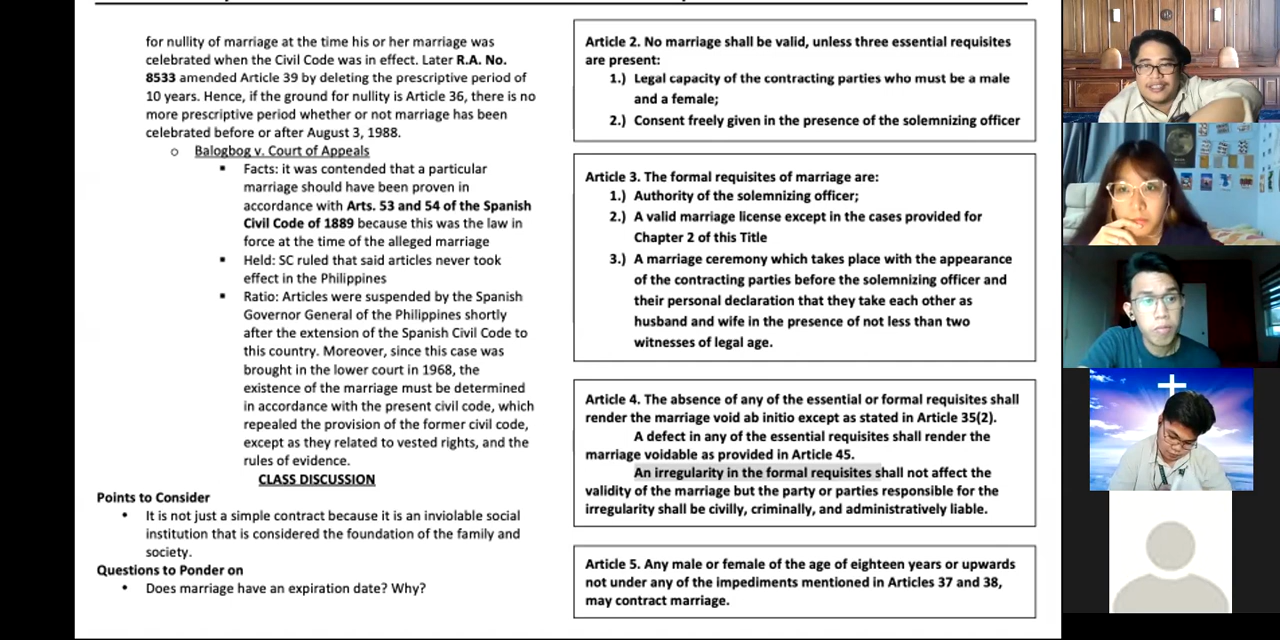 for nullity of marriage at the time his or her marriage was
celebrated when the Civil Code was in effect. Later R.A. No.
8533 amended Article 39 by deleting the prescriptive period of
10 years. Hence, if the ground for nullity is Article 36, there is no
more prescriptive period whether or not marriage has been
celebrated before or after August 3, 1988.
o Balogbog v. Court of Appeals
▪ Facts: it was contended that a particular
marriage should have been proven in
accordance with Arts. 53 and 54 of the Spanish
Civil Code of 1889 because this was the law in
force at the time of the alleged marriage
▪ Held: SC ruled that said articles never took
effect in the Philippines
▪ Ratio: Articles were suspended by the Spanish
Governor General of the Philippines shortly
after the extension of the Spanish Civil Code to
this country. Moreover, since this case was
brought in the lower court in 1968, the
existence of the marriage must be determined
in accordance with the present civil code, which
repealed the provision of the former civil code,
except as they related to vested rights, and the
rules of evidence.
CLASS DISCUSSION
Points to Consider
• It is not just a simple contract because it is an inviolable social
institution that is considered the foundation of the family and
society.
Questions to Ponder on
• Does marriage have an expiration date? Why?
Article 2. No marriage shall be valid, unless three essential requisites
are present:
1.) Legal capacity of the contracting parties who must be a male
and a female;
2.) Consent freely given in the presence of the solemnizing officer
Article 3. The formal requisites of marriage are:
1.) Authority of the solemnizing officer;
2.) A valid marriage license except in the cases provided for
Chapter 2 of this Title
3.) A marriage ceremony which takes place with the appearance
of the contracting parties before the solemnizing officer and
their personal declaration that they take each other as
husband and wife in the presence of not less than two
witnesses of legal age.
Article 4. The absence of any of the essential or formal requisites shall
render the marriage void ab initio except as stated in Article 35(2).
A defect in any of the essential requisites shall render the
marriage voidable as provided in Article 45.
An irregularity in the formal requisites shall not affect the
validity of the marriage but the party or parties responsible for the
irregularity shall be civilly, criminally, and administratively liable.
Article 5. Any male or female of the age of eighteen years or upwards
not under any of the impediments mentioned in Articles 37 and 38,
may contract marriage.